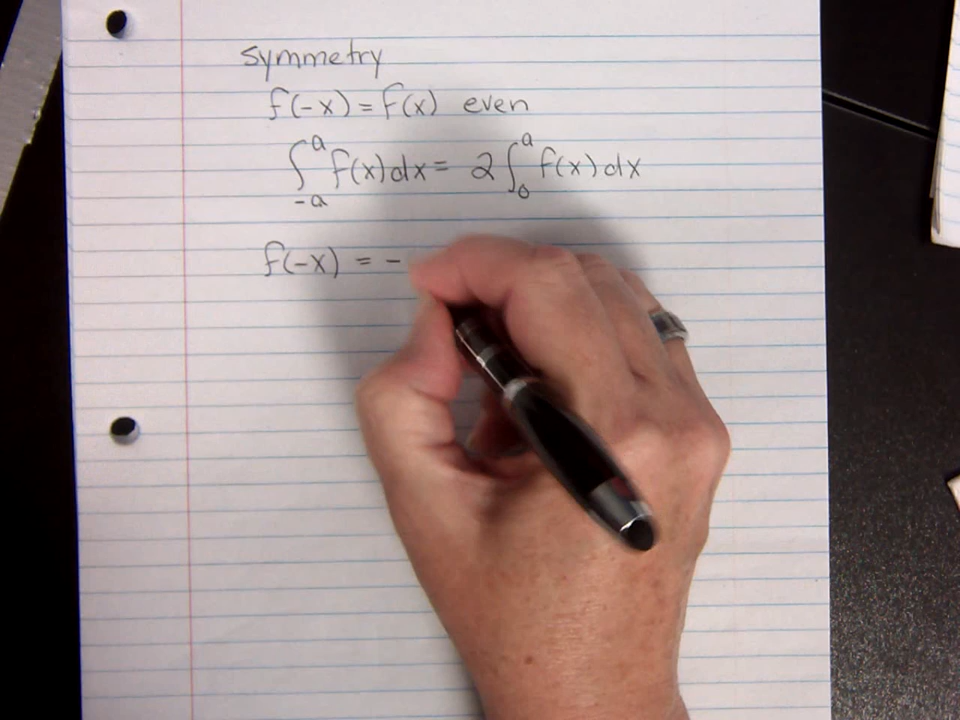 symmetry
f(-x) = f(x) even
∫_{-a}^{a} f(x)dx = 2∫_{0}^{a} f(x)dx
f(-x) = -